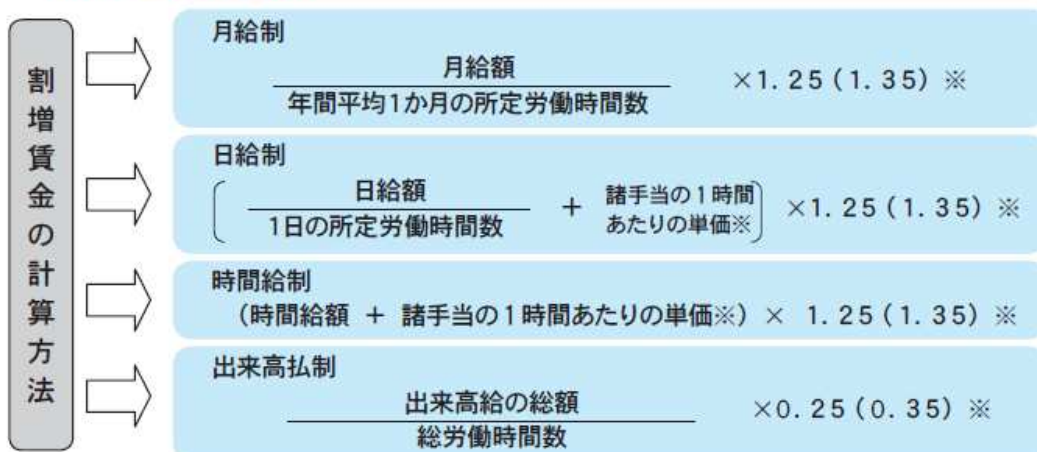 割増賃金の計算方法
月給制
月給額
年間平均1か月の所定労働時間数
×1.25(1.35)※
日給制
日給額
1日の所定労働時間数
+
諸手当の1時間
あたりの単価※
×1.25(1.35)※
時間給制
(時間給額 + 諸手当の1時間あたりの単価※) × 1.25(1.35)※
出来高払制
出来高給の総額
総労働時間数
×0.25(0.35)※